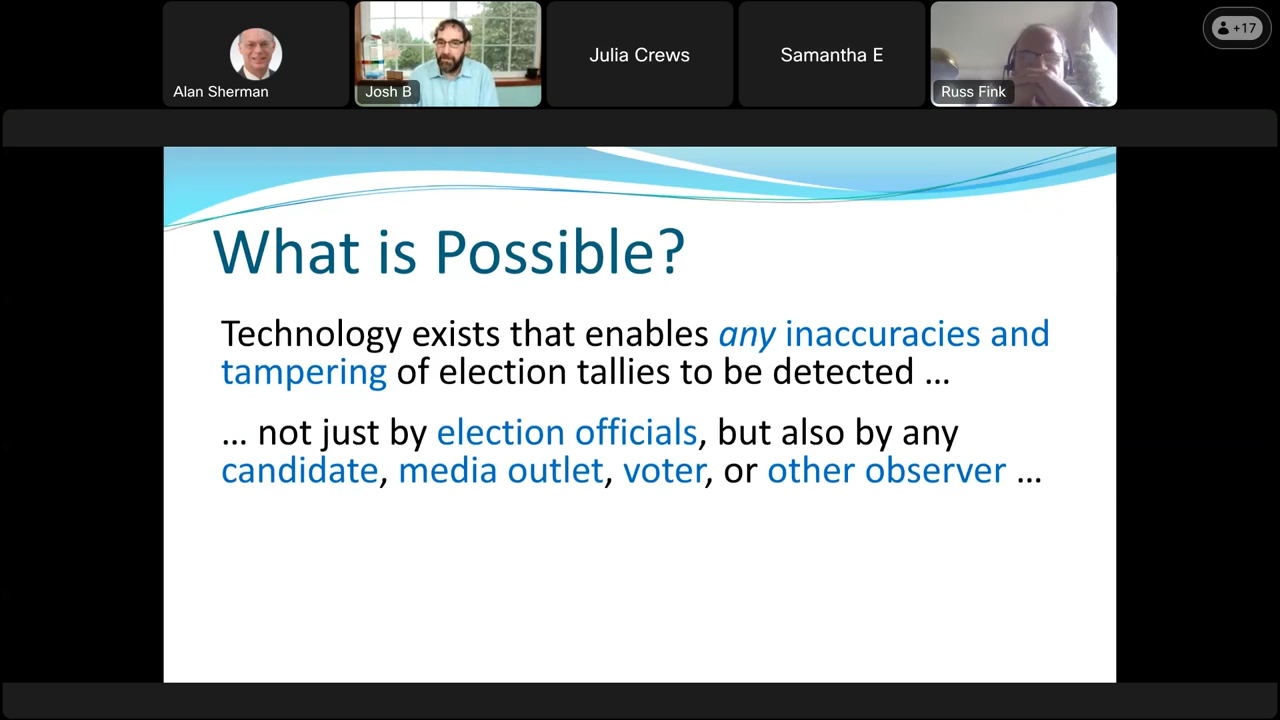 Alan Sherman
Josh B
Julia Crews
Samantha E
Russ Fink
+17
What is Possible?
Technology exists that enables any inaccuracies and
tampering of election tallies to be detected …
… not just by election officials, but also by any
candidate, media outlet, voter, or other observer …